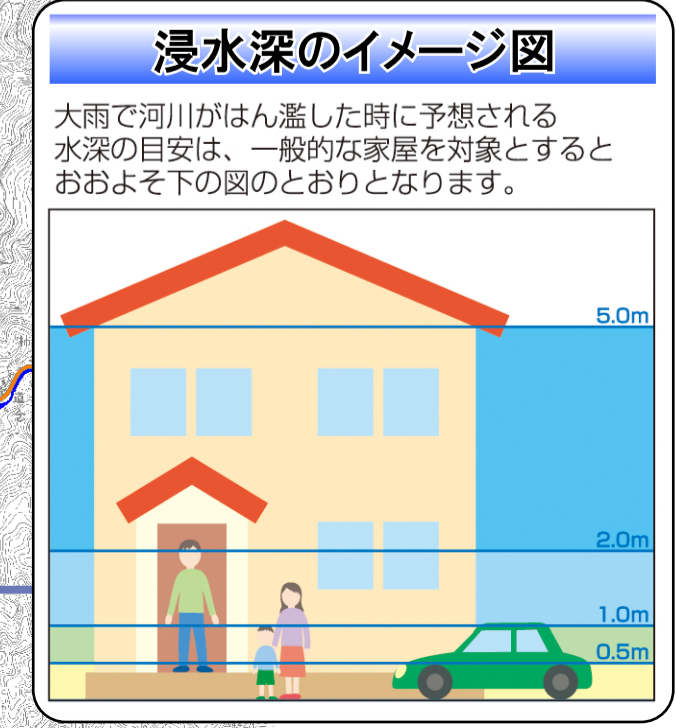 浸水深のイメージ図
大雨で河川がはん濫した時に予想される
水深の目安は、一般的な家屋を対象とすると
おおよそ下の図のとおりとなります。
5.0m
2.0m
1.0m
0.5m